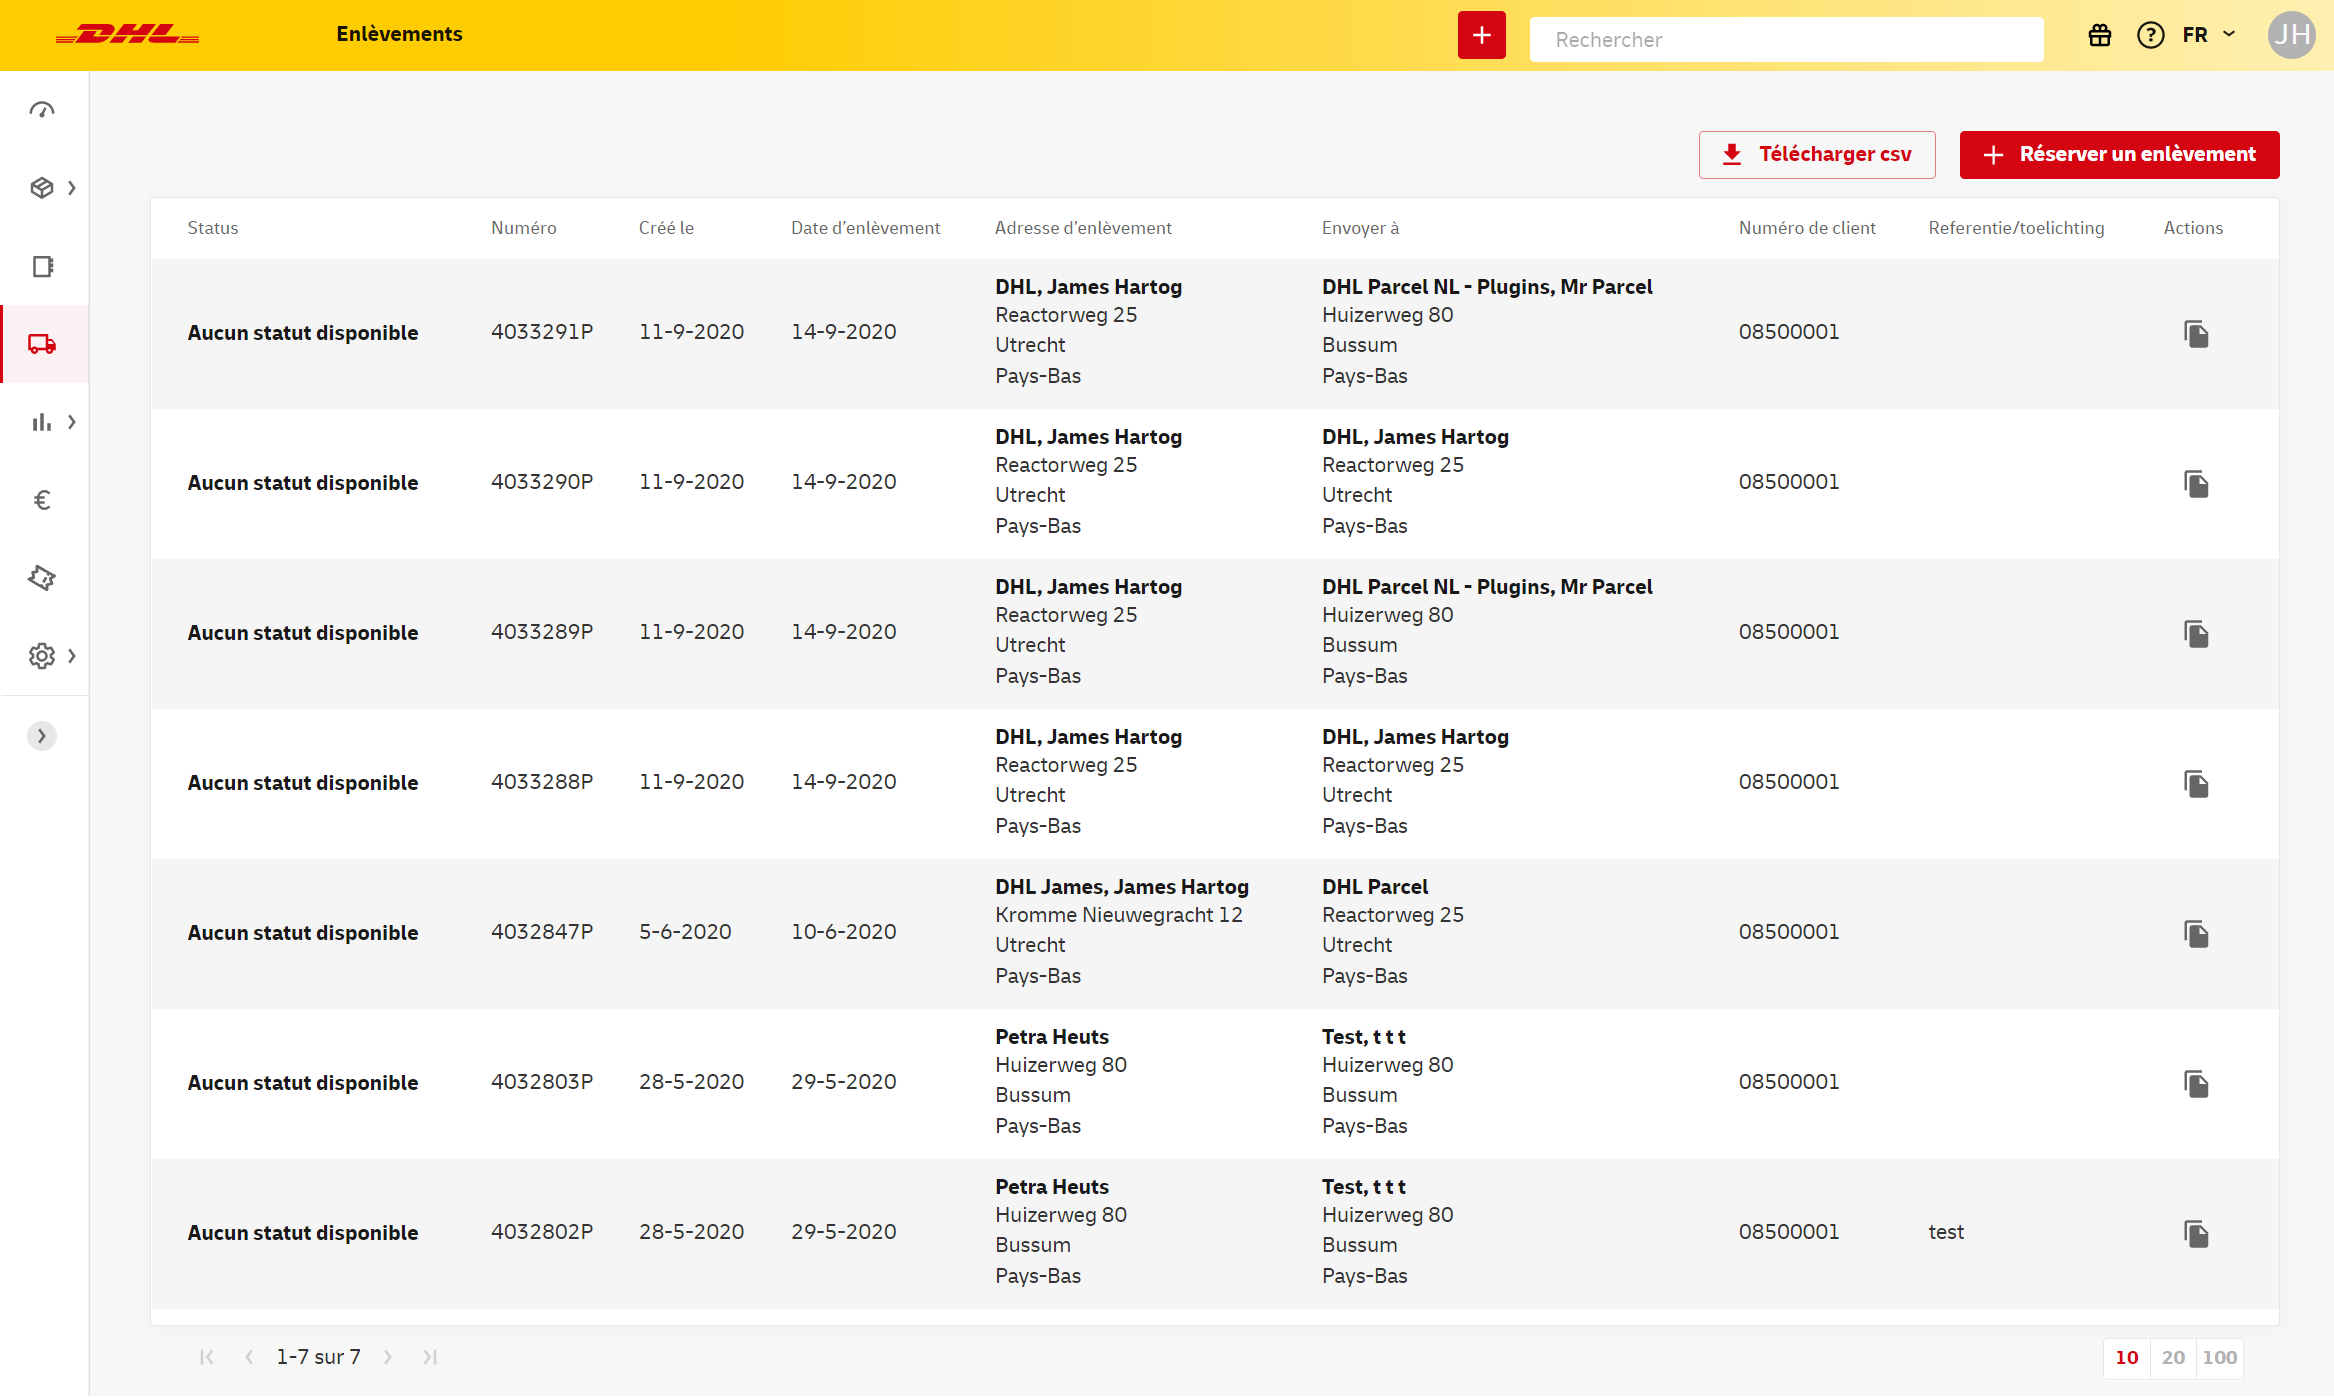 DHL
Enlèvements
Rechercher
FR
JH
Télécharger csv
Réserver un enlèvement
Status Numéro Créé le Date d’enlèvement Adresse d’enlèvement Envoyer à Numéro de client Referentie/toelichting Actions
DHL, James Hartog DHL Parcel NL - Plugins, Mr Parcel
Reactorweg 25 Huizerweg 80
Aucun statut disponible 4033291P 11-9-2020 14-9-2020 08500001
Utrecht Bussum
Pays-Bas Pays-Bas
DHL, James Hartog DHL, James Hartog
Reactorweg 25 Reactorweg 25
Aucun statut disponible 4033290P 11-9-2020 14-9-2020 08500001
Utrecht Utrecht
Pays-Bas Pays-Bas
DHL, James Hartog DHL Parcel NL - Plugins, Mr Parcel
Reactorweg 25 Huizerweg 80
Aucun statut disponible 4033289P 11-9-2020 14-9-2020 08500001
Utrecht Bussum
Pays-Bas Pays-Bas
DHL, James Hartog DHL, James Hartog
Reactorweg 25 Reactorweg 25
Aucun statut disponible 4033288P 11-9-2020 14-9-2020 08500001
Utrecht Utrecht
Pays-Bas Pays-Bas
DHL James, James Hartog DHL Parcel
Kromme Nieuwegracht 12 Reactorweg 25
Aucun statut disponible 4032847P 5-6-2020 10-6-2020 08500001
Utrecht Utrecht
Pays-Bas Pays-Bas
Petra Heuts Test, t t t
Huizerweg 80 Huizerweg 80
Aucun statut disponible 4032803P 28-5-2020 29-5-2020 08500001
Bussum Bussum
Pays-Bas Pays-Bas
Petra Heuts Test, t t t
Huizerweg 80 Huizerweg 80
Aucun statut disponible 4032802P 28-5-2020 29-5-2020 08500001 test
Bussum Bussum
Pays-Bas Pays-Bas
1-7 sur 7
10 20 100